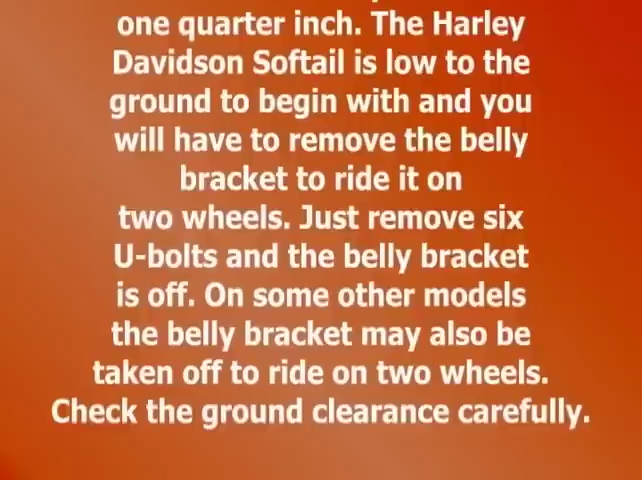 one quarter inch. The Harley
Davidson Softail is low to the
ground to begin with and you
will have to remove the belly
bracket to ride it on
two wheels. Just remove six
U-bolts and the belly bracket
is off. On some other models
the belly bracket may also be
taken off to ride on two wheels.
Check the ground clearance carefully.